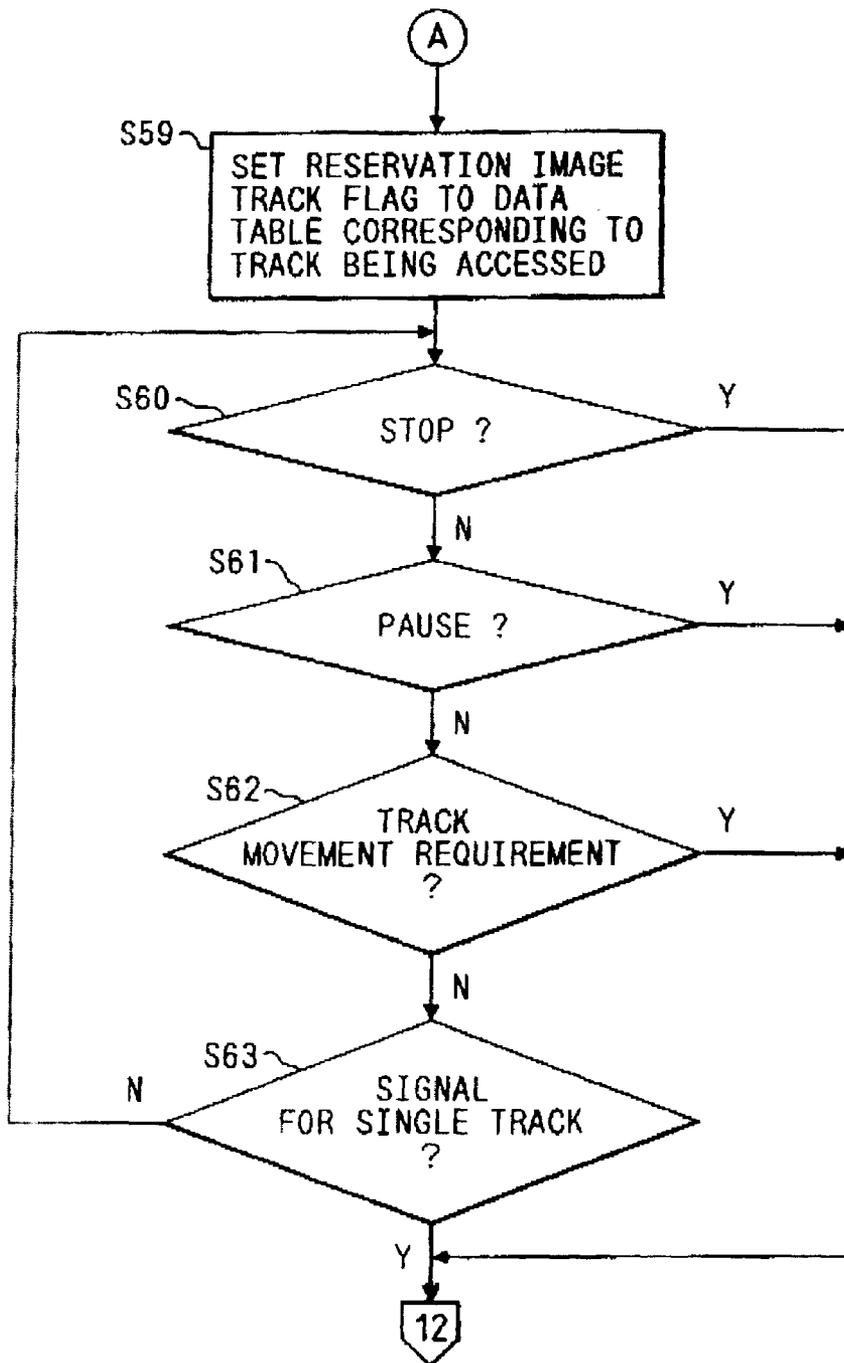 A
S59
SET RESERVATION IMAGE
TRACK FLAG TO DATA
TABLE CORRESPONDING TO
TRACK BEING ACCESSED
S60
STOP ?
Y
N
S61
PAUSE ?
Y
N
S62
TRACK
MOVEMENT REQUIREMENT
?
Y
N
S63
SIGNAL
FOR SINGLE TRACK
?
N
Y
12